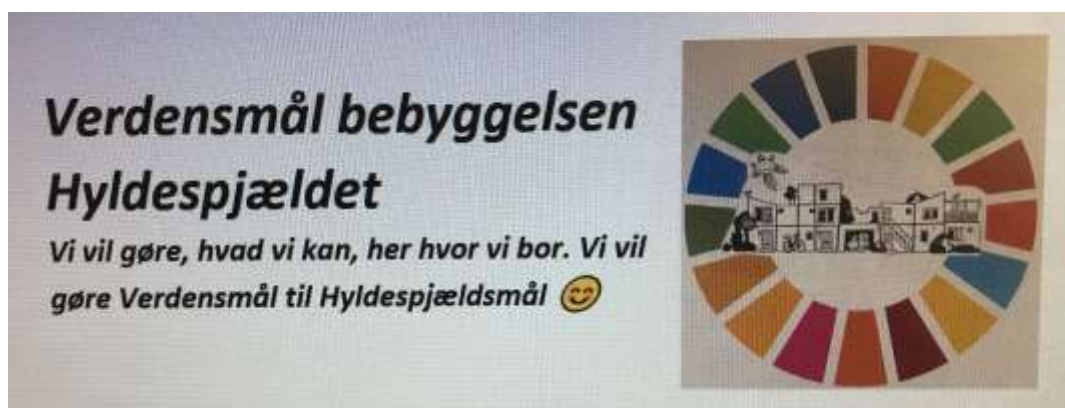 Verdensmål bebyggelsen
Hyldespjældet
Vi vil gøre, hvad vi kan, her hvor vi bor. Vi vil
gøre Verdensmål til Hyldespjældsmål 😊